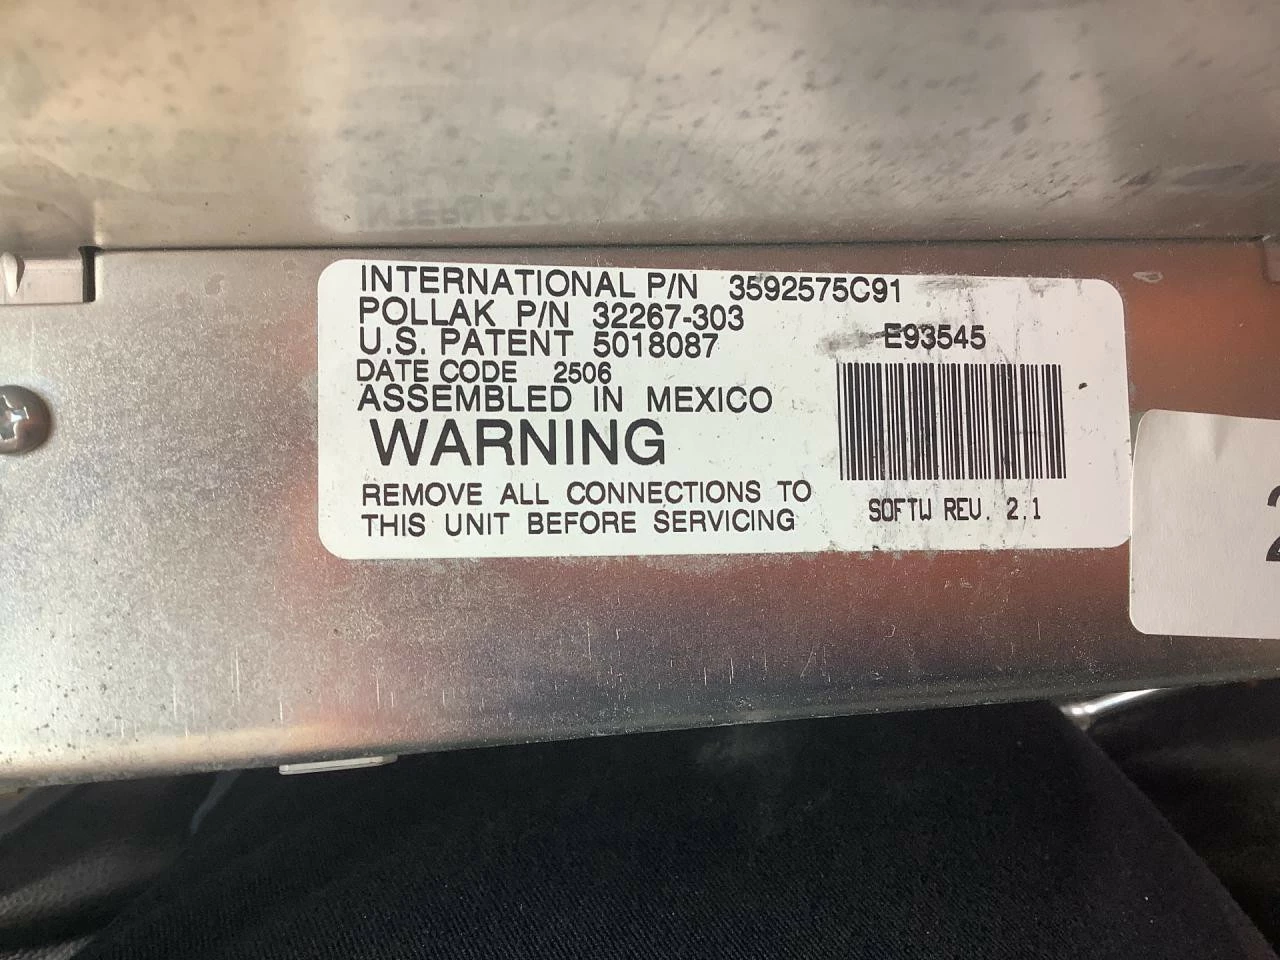 INTERNATIONAL P/N 3592575C91
POLLAK P/N 32267-303
U.S. PATENT 5018087
E93545
DATE CODE 2506
ASSEMBLED IN MEXICO
WARNING
REMOVE ALL CONNECTIONS TO
THIS UNIT BEFORE SERVICING
SOFTW REV. 2.1